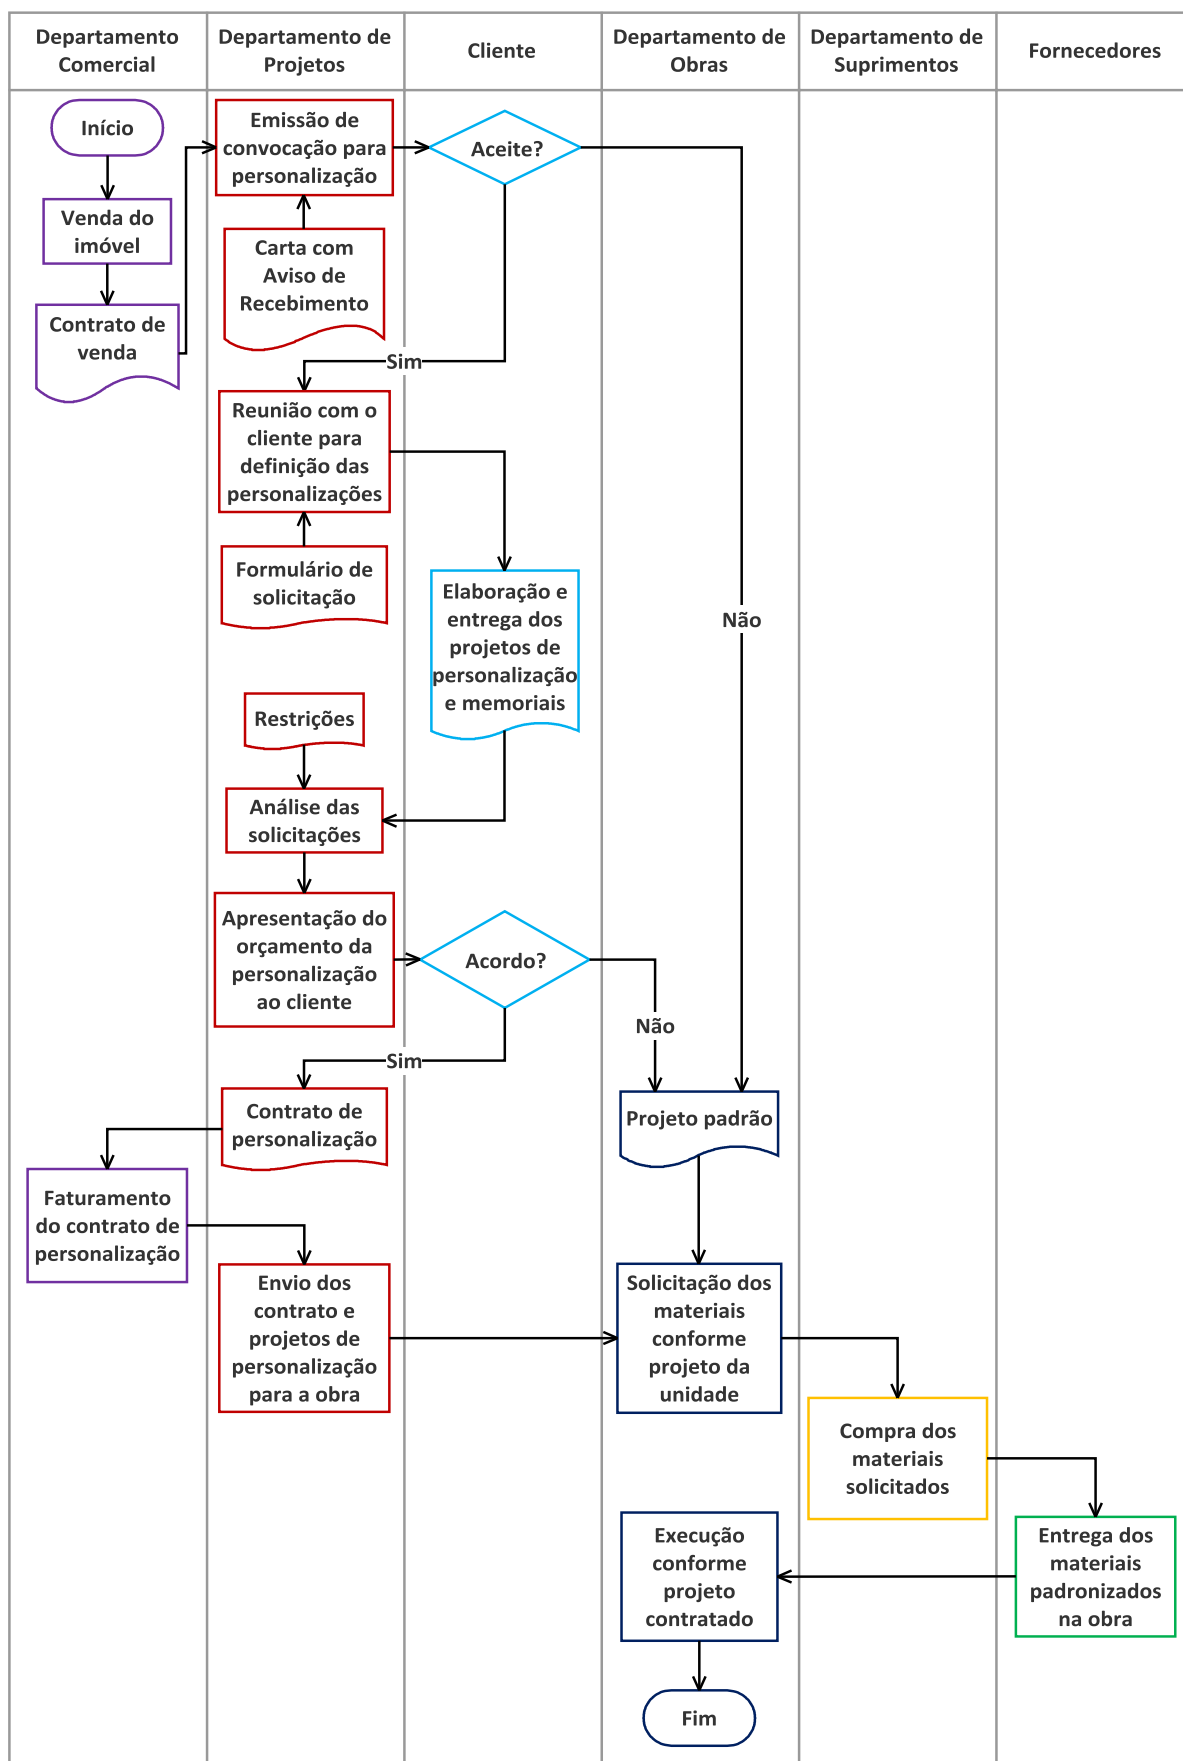 Departamento
Comercial
Departamento de
Projetos
Cliente
Departamento de
Obras
Departamento de
Suprimentos
Fornecedores
Início
Venda do
imóvel
Contrato de
venda
Emissão de
convocação para
personalização
Aceite?
Carta com
Aviso de
Recebimento
Sim
Reunião com o
cliente para
definição das
personalizações
Formulário de
solicitação
Elaboração e
entrega dos
projetos de
personalização
e memoriais
Não
Restrições
Análise das
solicitações
Apresentação do
orçamento da
personalização
ao cliente
Acordo?
Não
Sim
Contrato de
personalização
Projeto padrão
Faturamento
do contrato de
personalização
Envio dos
contrato e
projetos de
personalização
para a obra
Solicitação dos
materiais
conforme
projeto da
unidade
Compra dos
materiais
solicitados
Entrega dos
materiais
padronizados
na obra
Execução
conforme
projeto
contratado
Fim